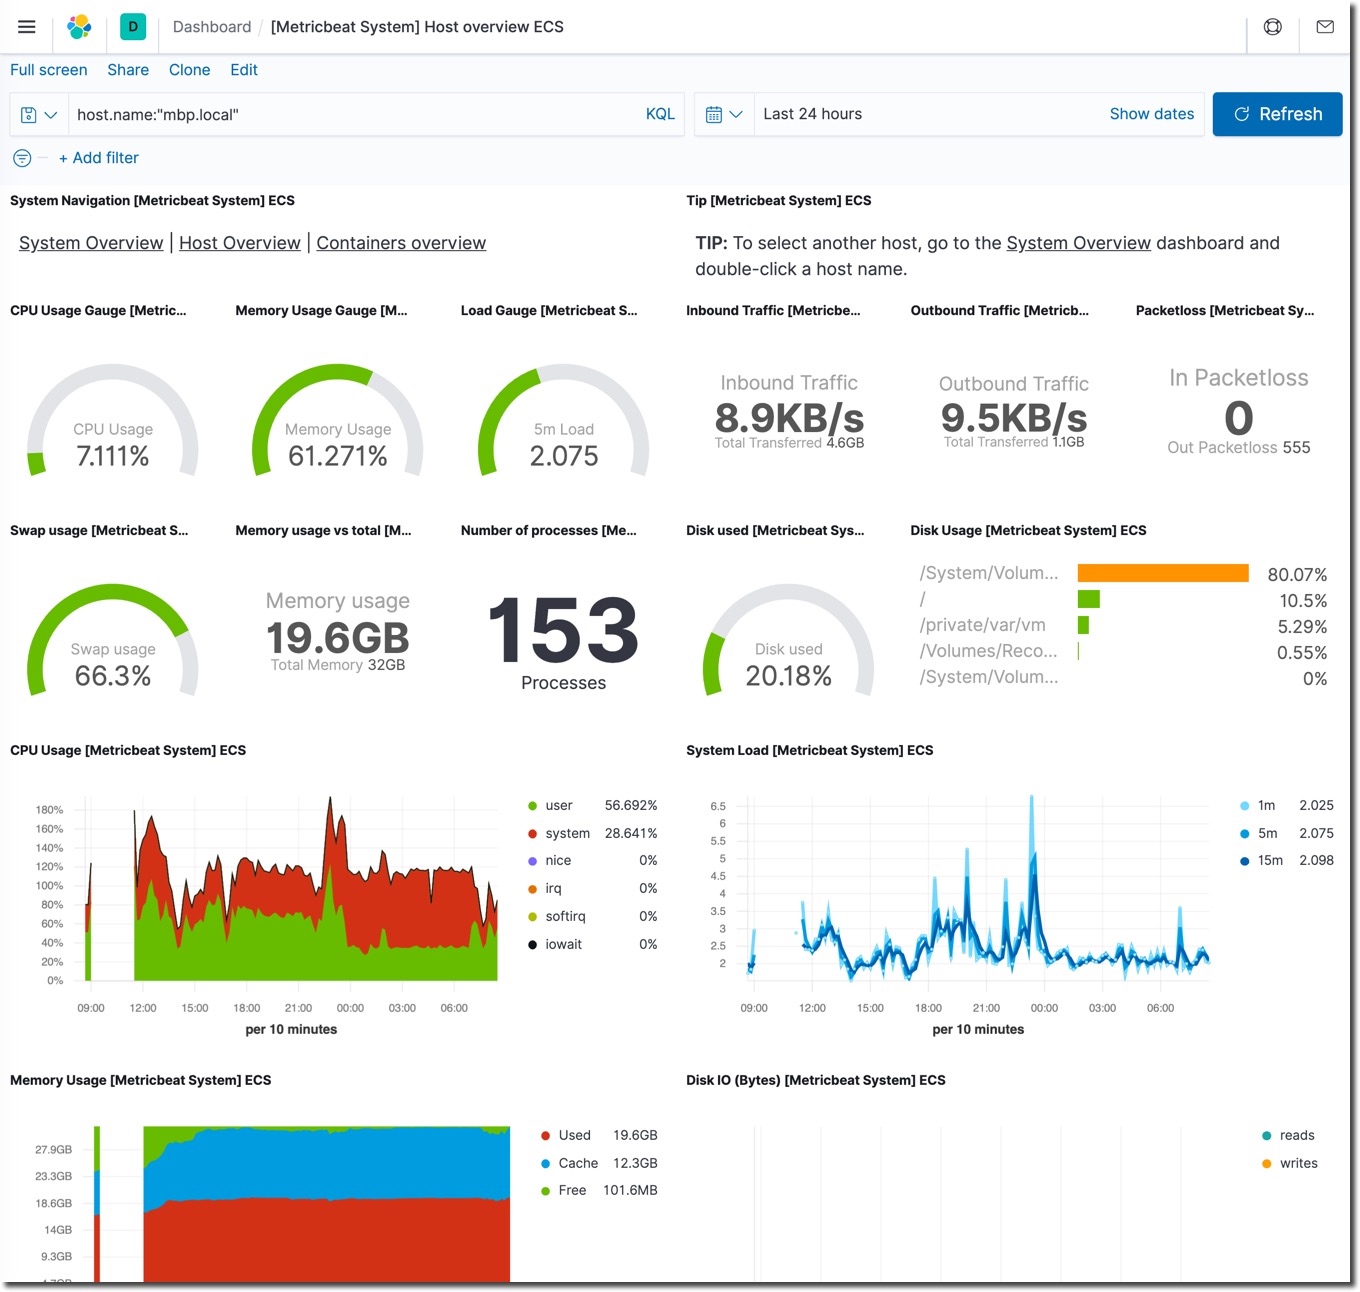 D Dashboard / [Metricbeat System] Host overview ECS
Full screen Share Clone Edit
host.name:"mbp.local" KQL Last 24 hours Show dates Refresh
+ Add filter
System Navigation [Metricbeat System] ECS
System Overview | Host Overview | Containers overview
Tip [Metricbeat System] ECS
TIP: To select another host, go to the System Overview dashboard and
double-click a host name.
CPU Usage Gauge [Metric...
CPU Usage
7.111%
Memory Usage Gauge [M...
Memory Usage
61.271%
Load Gauge [Metricbeat S...
5m Load
2.075
Inbound Traffic [Metricbe...
Inbound Traffic
8.9KB/s
Total Transferred 4.6GB
Outbound Traffic [Metricb...
Outbound Traffic
9.5KB/s
Total Transferred 1.1GB
Packetloss [Metricbeat Sy...
In Packetloss
0
Out Packetloss 555
Swap usage [Metricbeat S...
Swap usage
66.3%
Memory usage vs total [M...
Memory usage
19.6GB
Total Memory 32GB
Number of processes [Me...
153
Processes
Disk used [Metricbeat Sys...
Disk used
20.18%
Disk Usage [Metricbeat System] ECS
/System/Volum... 80.07%
/ 10.5%
/private/var/vm 5.29%
/Volumes/Reco... 0.55%
/System/Volum... 0%
CPU Usage [Metricbeat System] ECS
180%
160%
140%
120%
100%
80%
60%
40%
20%
0%
09:00 12:00 15:00 18:00 21:00 00:00 03:00 06:00
per 10 minutes
user 56.692%
system 28.641%
nice 0%
irq 0%
softirq 0%
iowait 0%
System Load [Metricbeat System] ECS
6.5
6
5.5
5
4.5
4
3.5
3
2.5
2
09:00 12:00 15:00 18:00 21:00 00:00 03:00 06:00
per 10 minutes
1m 2.025
5m 2.075
15m 2.098
Memory Usage [Metricbeat System] ECS
27.9GB
23.3GB
18.6GB
14GB
9.3GB
Used 19.6GB
Cache 12.3GB
Free 101.6MB
Disk IO (Bytes) [Metricbeat System] ECS
reads
writes